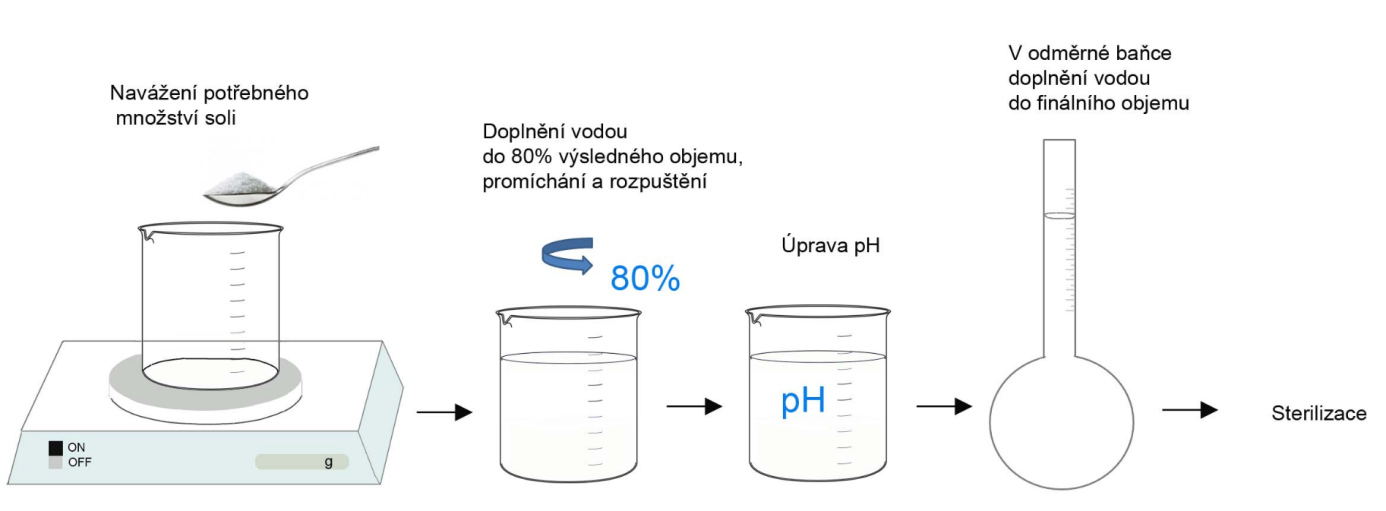 Navážení potřebného
množství soli
Doplnění vodou
do 80% výsledného objemu,
promíchání a rozpuštění
80%
Úprava pH
pH
V odměrné baňce
doplnění vodou
do finálního objemu
Sterilizace
ON
OFF
g